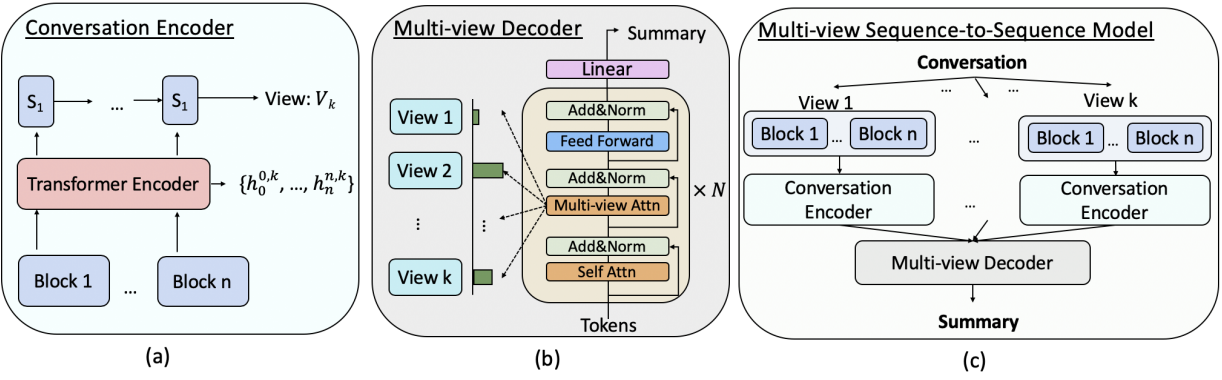 Conversation Encoder
S₁ ... S₁ View: Vₖ
Transformer Encoder {h₀^{0,k}, ..., hₙ^{n,k}}
Block 1 ... Block n
(a)
Multi-view Decoder
Summary
Linear
Add&Norm
View 1
Feed Forward
View 2
Add&Norm
× N
Multi-view Attn
⋮ ⋮
Add&Norm
View k
Self Attn
Tokens
(b)
Multi-view Sequence-to-Sequence Model
Conversation
... ...
View 1 View k
Block 1 ... Block n ... Block 1 ... Block n
Conversation Encoder ... Conversation Encoder
Multi-view Decoder
Summary
(c)